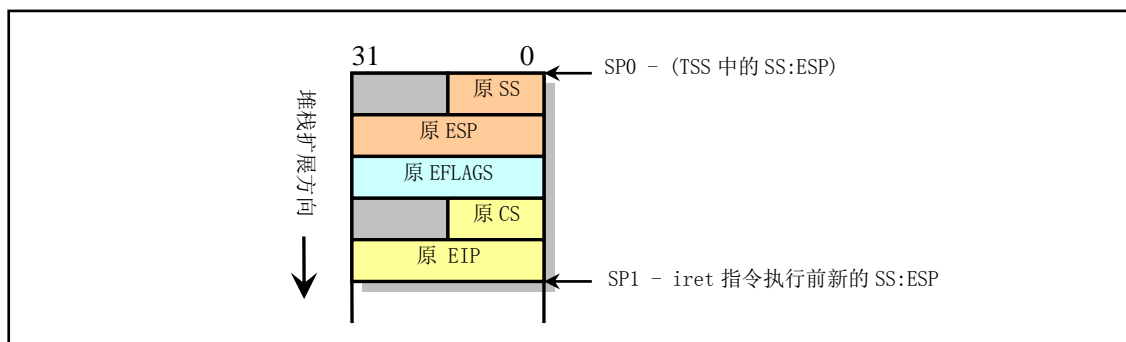 31 0
SP0 - (TSS 中的 SS:ESP)
原 SS
原 ESP
原 EFLAGS
原 CS
原 EIP
SP1 - iret 指令执行前新的 SS:ESP
堆栈扩展方向